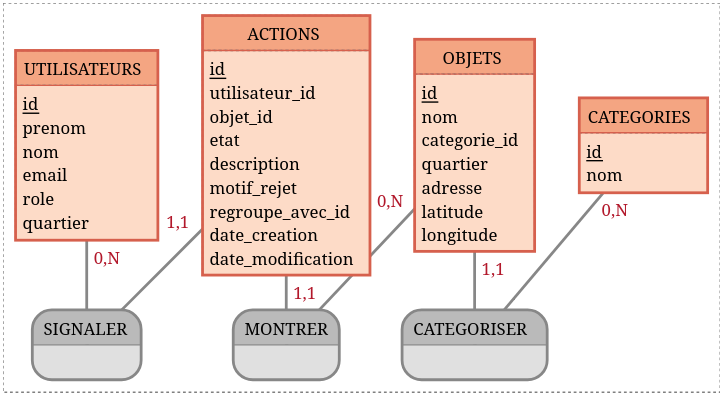 UTILISATEURS
id
prenom
nom
email
role
quartier
ACTIONS
id
utilisateur_id
objet_id
etat
description
motif_rejet
regroupe_avec_id
date_creation
date_modification
OBJETS
id
nom
categorie_id
quartier
adresse
latitude
longitude
CATEGORIES
id
nom
0,N
1,1
1,1
0,N
1,1
0,N
SIGNALER
MONTRER
CATEGORISER